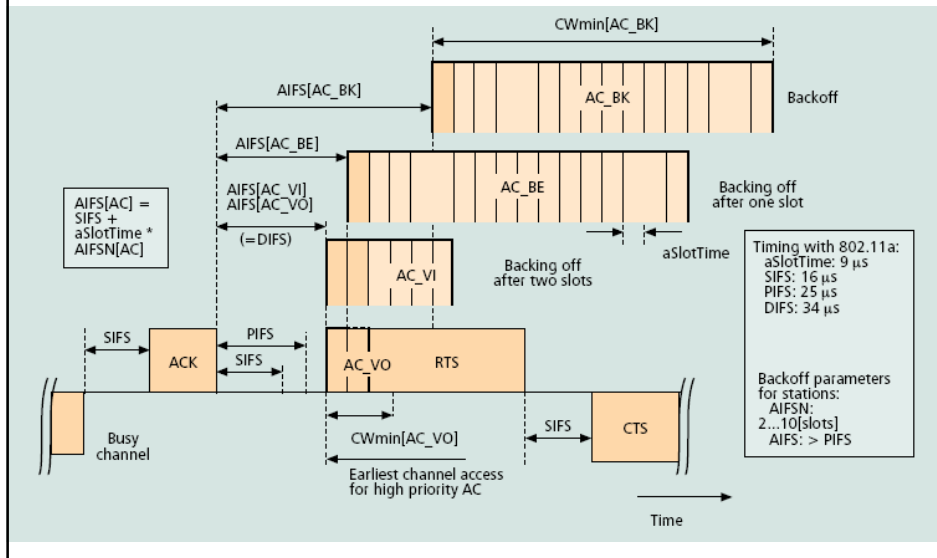 CWmin[AC_BK]
AIFS[AC_BK]
AC_BK
Backoff
AIFS[AC_BE]
AC_BE
Backing off
after one slot
AIFS[AC] =
SIFS +
aSlotTime *
AIFSN[AC]
AIFS[AC_VI]
AIFS[AC_VO]
(=DIFS)
aSlotTime
AC_VI
Backing off
after two slots
Timing with 802.11a:
aSlotTime: 9 μs
SIFS: 16 μs
PIFS: 25 μs
DIFS: 34 μs
Backoff parameters
for stations:
AIFSN:
2...10[slots]
AIFS: > PIFS
SIFS
ACK
PIFS
SIFS
AC_VO
RTS
Busy
channel
CWmin[AC_VO]
SIFS
CTS
Earliest channel access
for high priority AC
Time